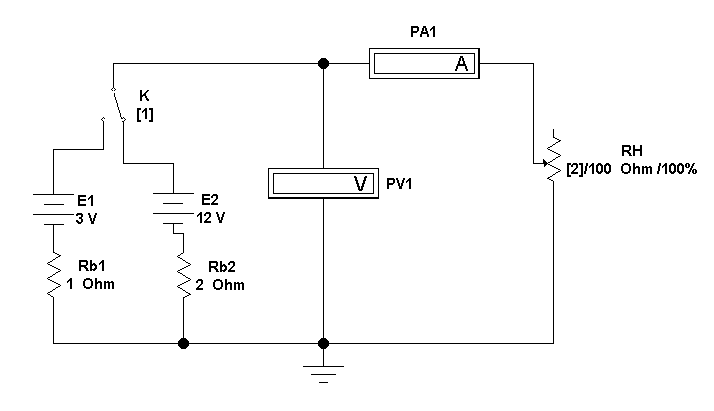 PA1
A
K
[1]
RH
[2]/100 Ohm /100%
V
PV1
E1
3 V
E2
12 V
Rb1
1 Ohm
Rb2
2 Ohm